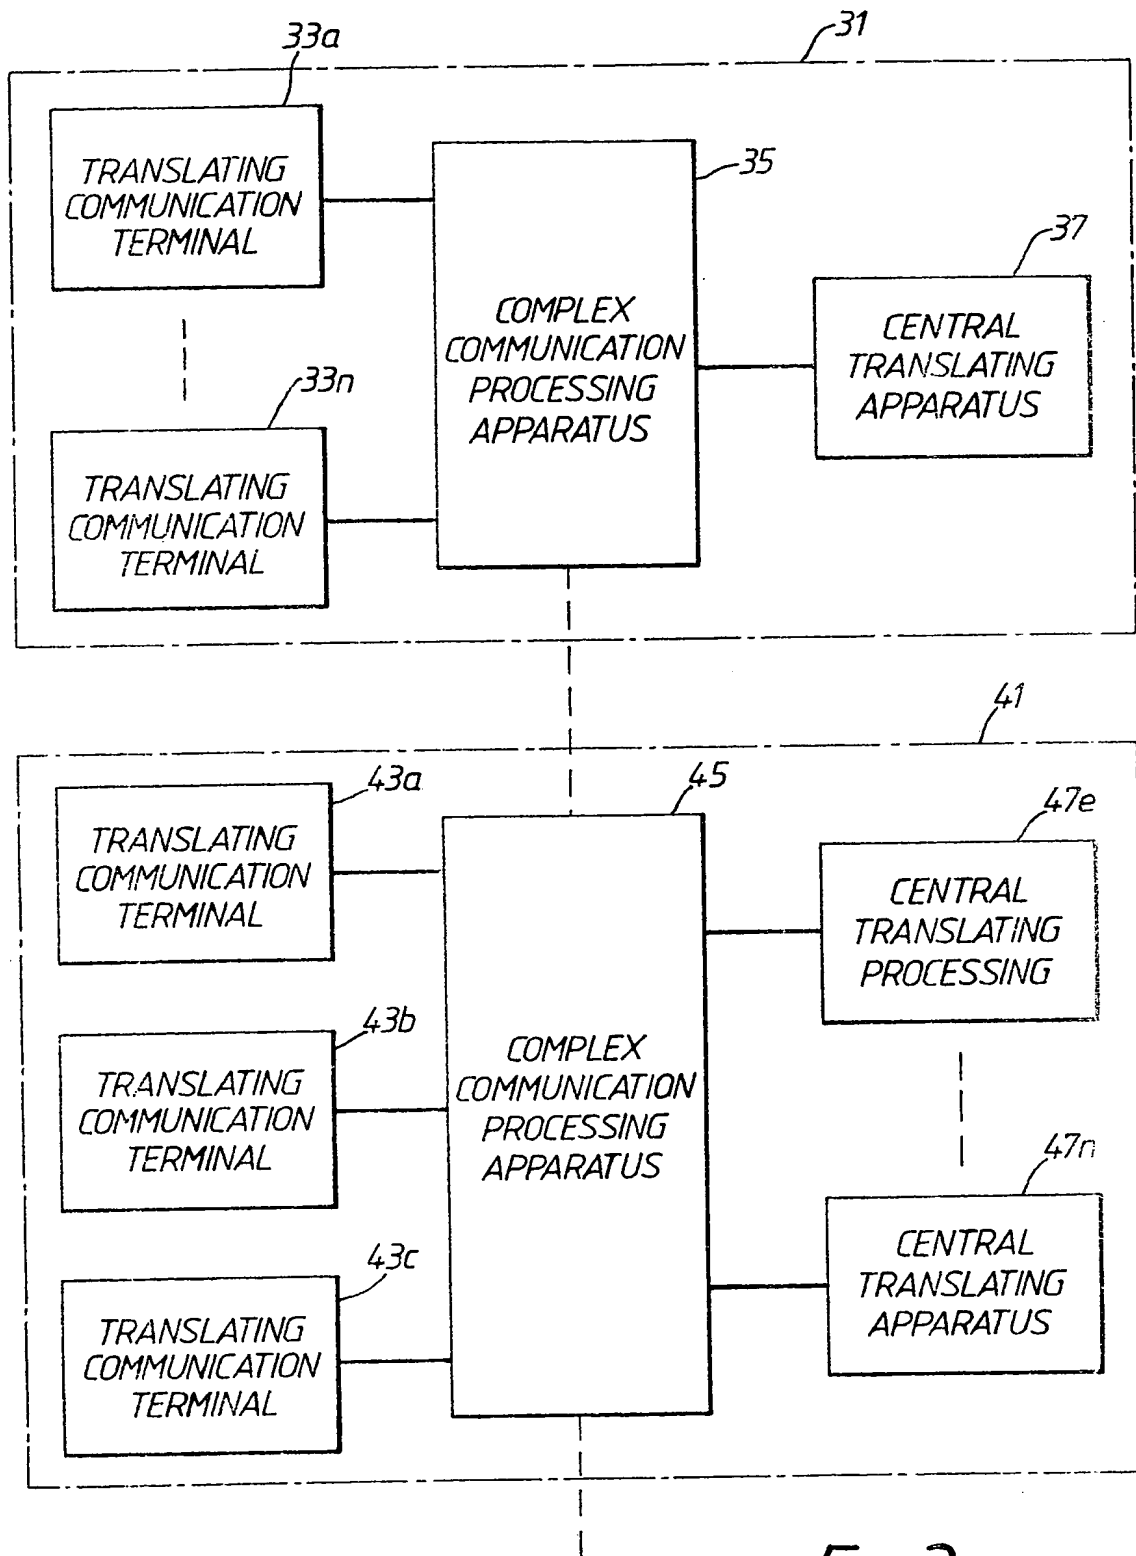 33a
31
TRANSLATING
COMMUNICATION
TERMINAL
35
COMPLEX
COMMUNICATION
PROCESSING
APPARATUS
37
CENTRAL
TRANSLATING
APPARATUS
33n
TRANSLATING
COMMUNICATION
TERMINAL
41
43a
TRANSLATING
COMMUNICATION
TERMINAL
45
COMPLEX
COMMUNICATION
PROCESSING
APPARATUS
47e
CENTRAL
TRANSLATING
PROCESSING
43b
TRANSLATING
COMMUNICATION
TERMINAL
47n
CENTRAL
TRANSLATING
APPARATUS
43c
TRANSLATING
COMMUNICATION
TERMINAL